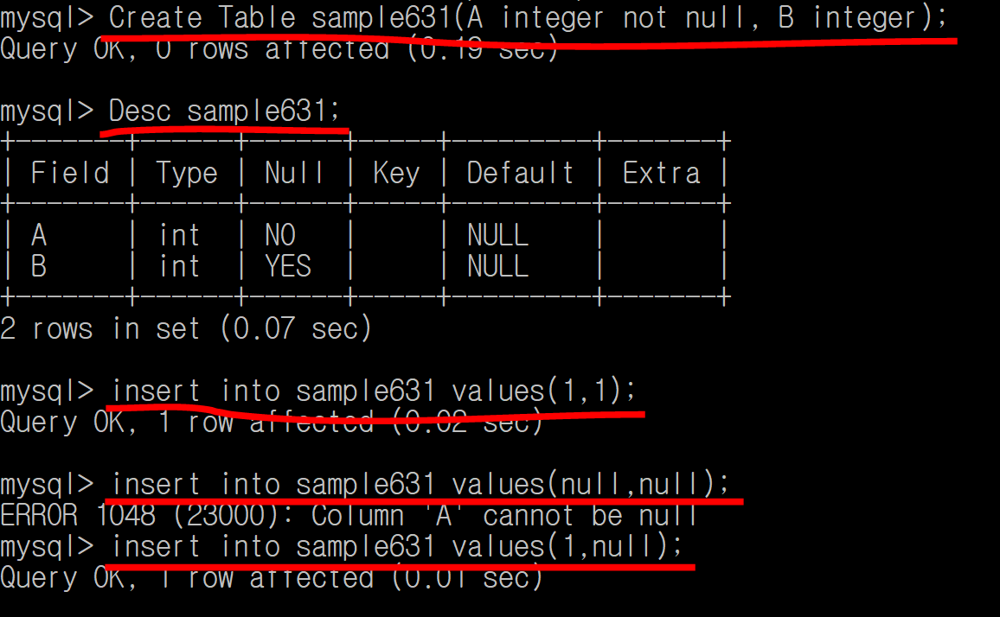 mysql> Create Table sample631(A integer not null, B integer);
Query OK, 0 rows affected (0.19 sec)
mysql> Desc sample631;
+-------+------+------+-----+---------+-------+
| Field | Type | Null | Key | Default | Extra |
+-------+------+------+-----+---------+-------+
| A     | int  | NO   |     | NULL    |       |
| B     | int  | YES  |     | NULL    |       |
+-------+------+------+-----+---------+-------+
2 rows in set (0.07 sec)
mysql> insert into sample631 values(1,1);
Query OK, 1 row affected (0.02 sec)
mysql> insert into sample631 values(null,null);
ERROR 1048 (23000): Column 'A' cannot be null
mysql> insert into sample631 values(1,null);
Query OK, 1 row affected (0.01 sec)